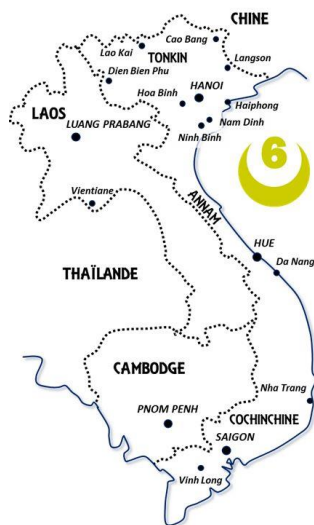 CHINE
Cao Bang
Lao Kai
TONKIN
Langson
Dien Bien Phu
Hoa Binh
HANOI
Haiphong
LAOS
Nam Dinh
LUANG PRABANG
Ninh Binh
6
Vientiane
ANNAM
HUE
Da Nang
THAÏLANDE
CAMBODGE
Nha Trang
PNOM PENH
COCHINCHINE
SAIGON
Vinh Long